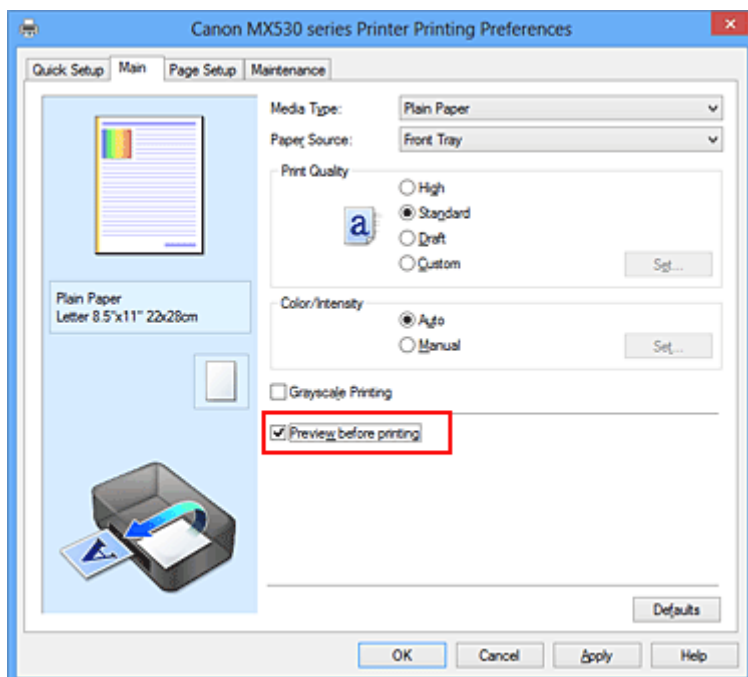 Canon MX530 series Printer Printing Preferences
Quick Setup Main Page Setup Maintenance
Media Type: Plain Paper
Paper Source: Front Tray
Print Quality
High
Standard
Draft
Custom Set...
a
Color/Intensity
Auto
Manual Set...
Plain Paper
Letter 8.5"x11" 22x28cm
Grayscale Printing
Preview before printing
A
Defaults
OK Cancel Apply Help